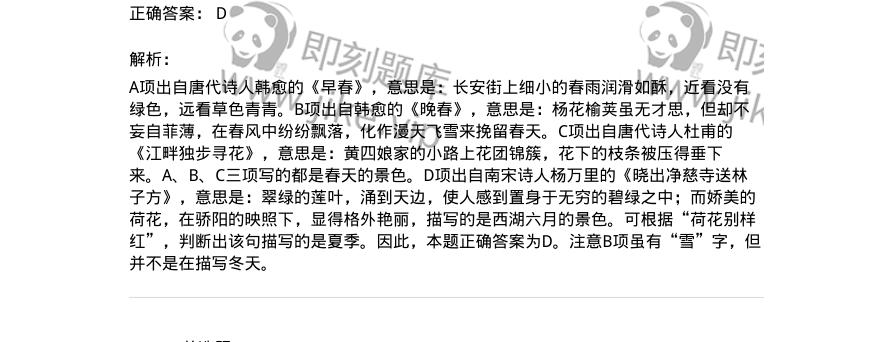 正确答案： D
解析：
A项出自唐代诗人韩愈的《早春》，意思是：长安街上细小的春雨润滑如酥，近看没有
绿色，远看草色青青。B项出自韩愈的《晚春》，意思是：杨花榆荚虽无才思，但却不
妄自菲薄，在春风中纷纷飘落，化作漫天飞雪来挽留春天。C项出自唐代诗人杜甫的
《江畔独步寻花》，意思是：黄四娘家的小路上花团锦簇，花下的枝条被压得垂下
来。A、B、C三项写的都是春天的景色。D项出自南宋诗人杨万里的《晓出净慈寺送林
子方》，意思是：翠绿的莲叶，涌到天边，使人感到置身于无穷的碧绿之中；而娇美的
荷花，在骄阳的映照下，显得格外艳丽，描写的是西湖六月的景色。可根据“荷花别样
红”，判断出该句描写的是夏季。因此，本题正确答案为D。注意B项虽有“雪”字，但
并不是在描写冬天。
即刻题库